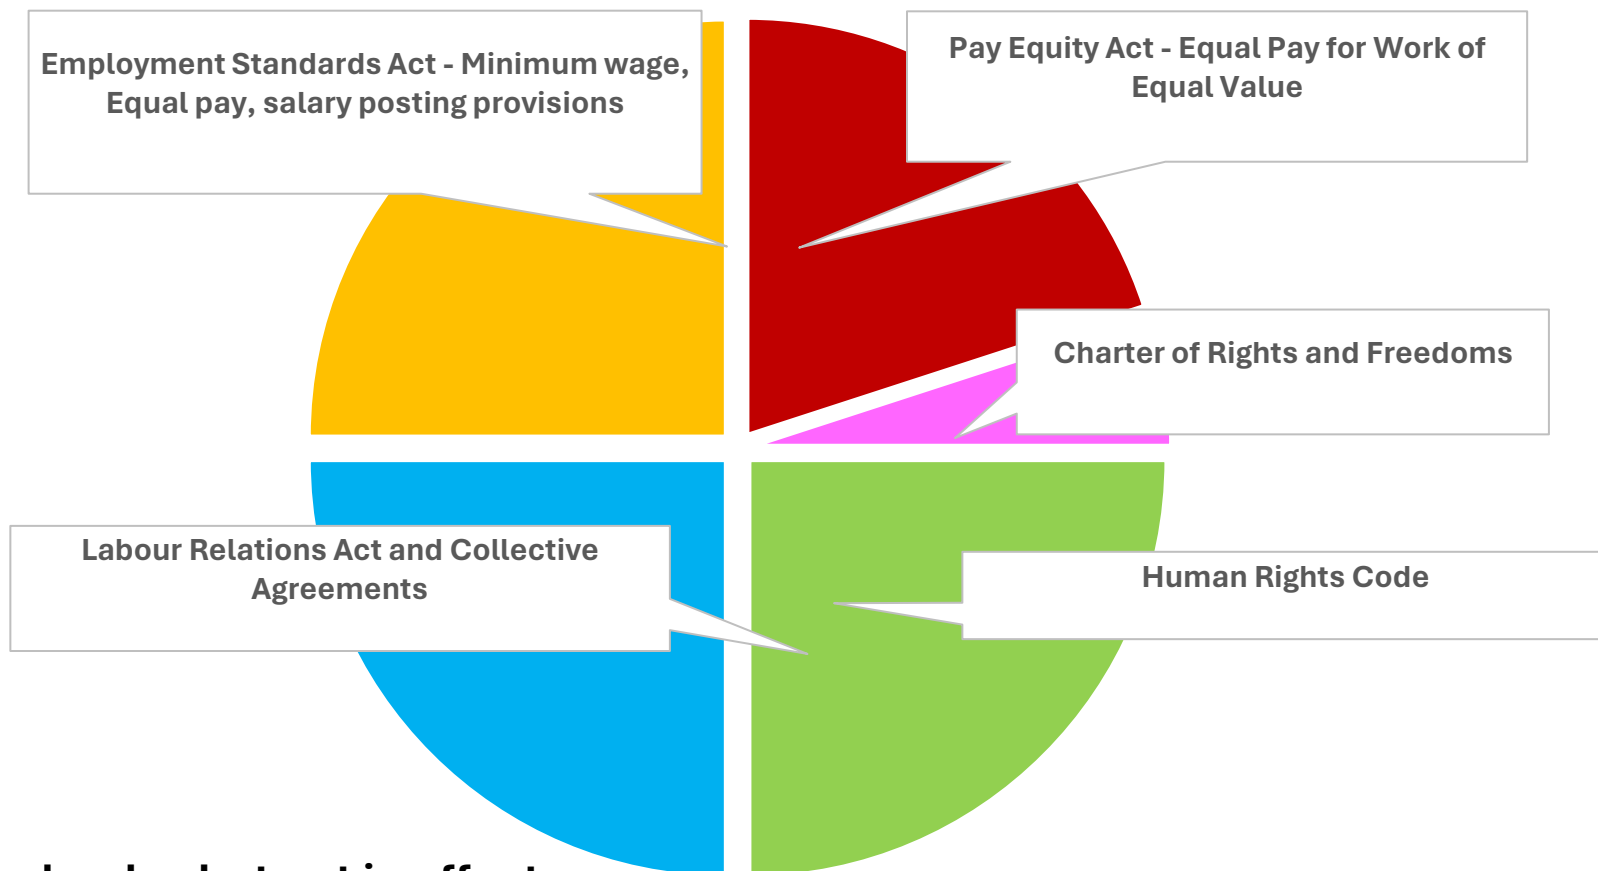 Employment Standards Act - Minimum wage,
Equal pay, salary posting provisions
Pay Equity Act - Equal Pay for Work of
Equal Value
Charter of Rights and Freedoms
Labour Relations Act and Collective
Agreements
Human Rights Code